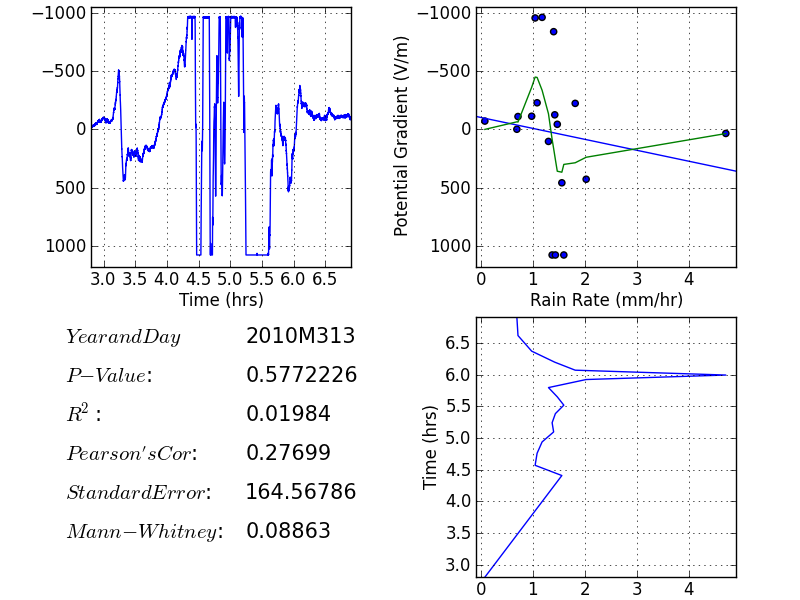 −1000
−500
0
500
1000
3.0 3.5 4.0 4.5 5.0 5.5 6.0 6.5
Time (hrs)
Potential Gradient (V/m)
−1000
−500
0
500
1000
0 1 2 3 4
Rain Rate (mm/hr)
YearandDay 2010M313
P−Value: 0.5772226
R²: 0.01984
Pearson'sCor: 0.27699
StandardError: 164.56786
Mann−Whitney: 0.08863
Time (hrs)
6.5
6.0
5.5
5.0
4.5
4.0
3.5
3.0
0 1 2 3 4